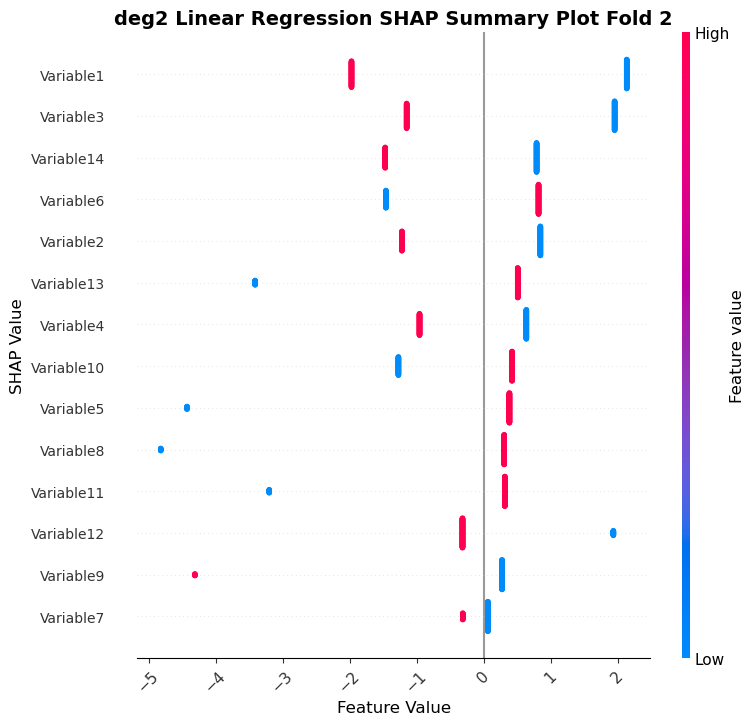 deg2 Linear Regression SHAP Summary Plot Fold 2
High
Variable1
Variable3
Variable14
Variable6
Variable2
Variable13
Variable4
Variable10
Variable5
Variable8
Variable11
Variable12
Variable9
Variable7
SHAP Value
Feature value
Low
−5 −4 −3 −2 −1 0 1 2
Feature Value